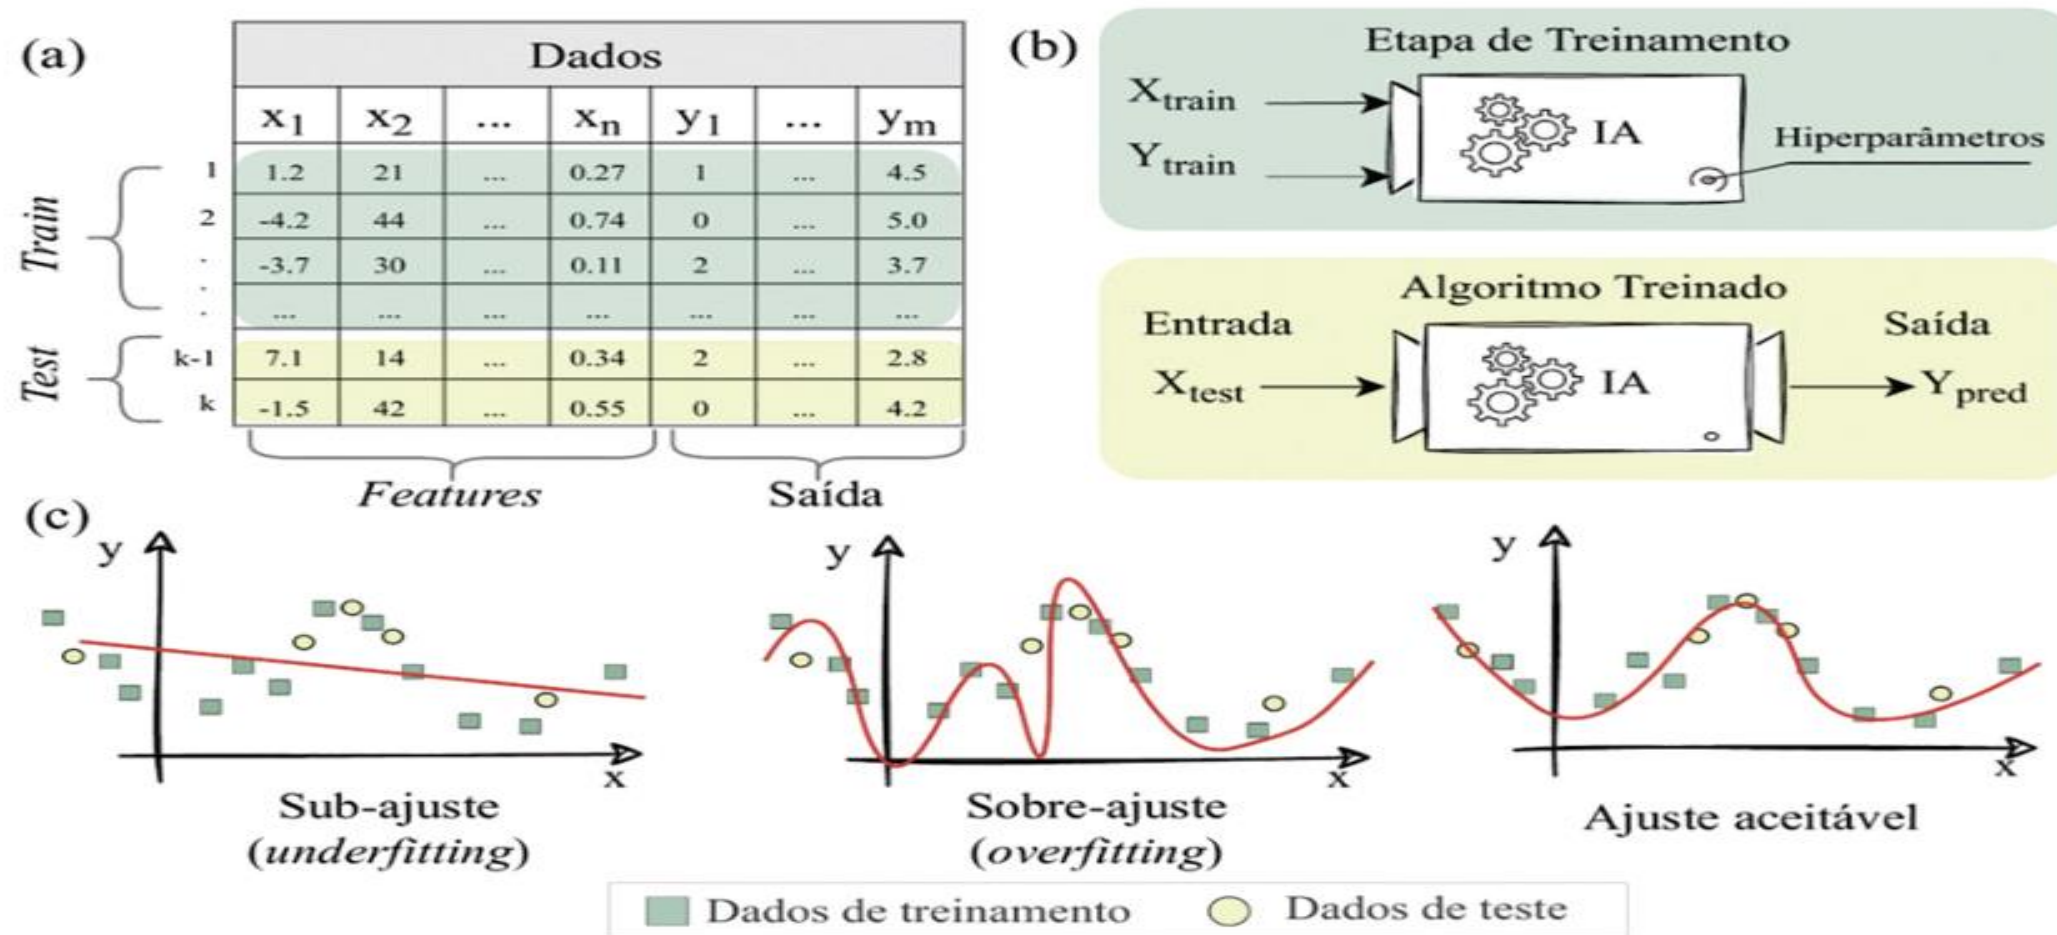 (a)
Dados
x1 x2 ... xn y1 ... ym
Train
1 1.2 21 ... 0.27 1 ... 4.5
2 -4.2 44 ... 0.74 0 ... 5.0
. -3.7 30 ... 0.11 2 ... 3.7
. ... ... ... ... ... ... ...
Test
k-1 7.1 14 ... 0.34 2 ... 2.8
k -1.5 42 ... 0.55 0 ... 4.2
Features Saída
(b)
Etapa de Treinamento
Xtrain
Ytrain
IA
Hiperparâmetros
Algoritmo Treinado
Entrada
Xtest
IA
Saída
Ypred
(c)
y
x
Sub-ajuste
(underfitting)
y
x
Sobre-ajuste
(overfitting)
y
x
Ajuste aceitável
Dados de treinamento
Dados de teste